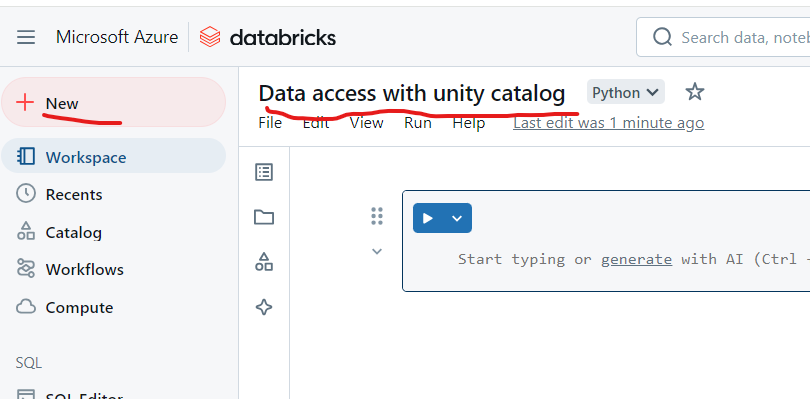 Microsoft Azure databricks Search data, noteb
New
Data access with unity catalog Python
File Edit View Run Help Last edit was 1 minute ago
Workspace
Recents
Catalog
Workflows
Compute
Start typing or generate with AI (Ctrl
SQL
SQL Editor